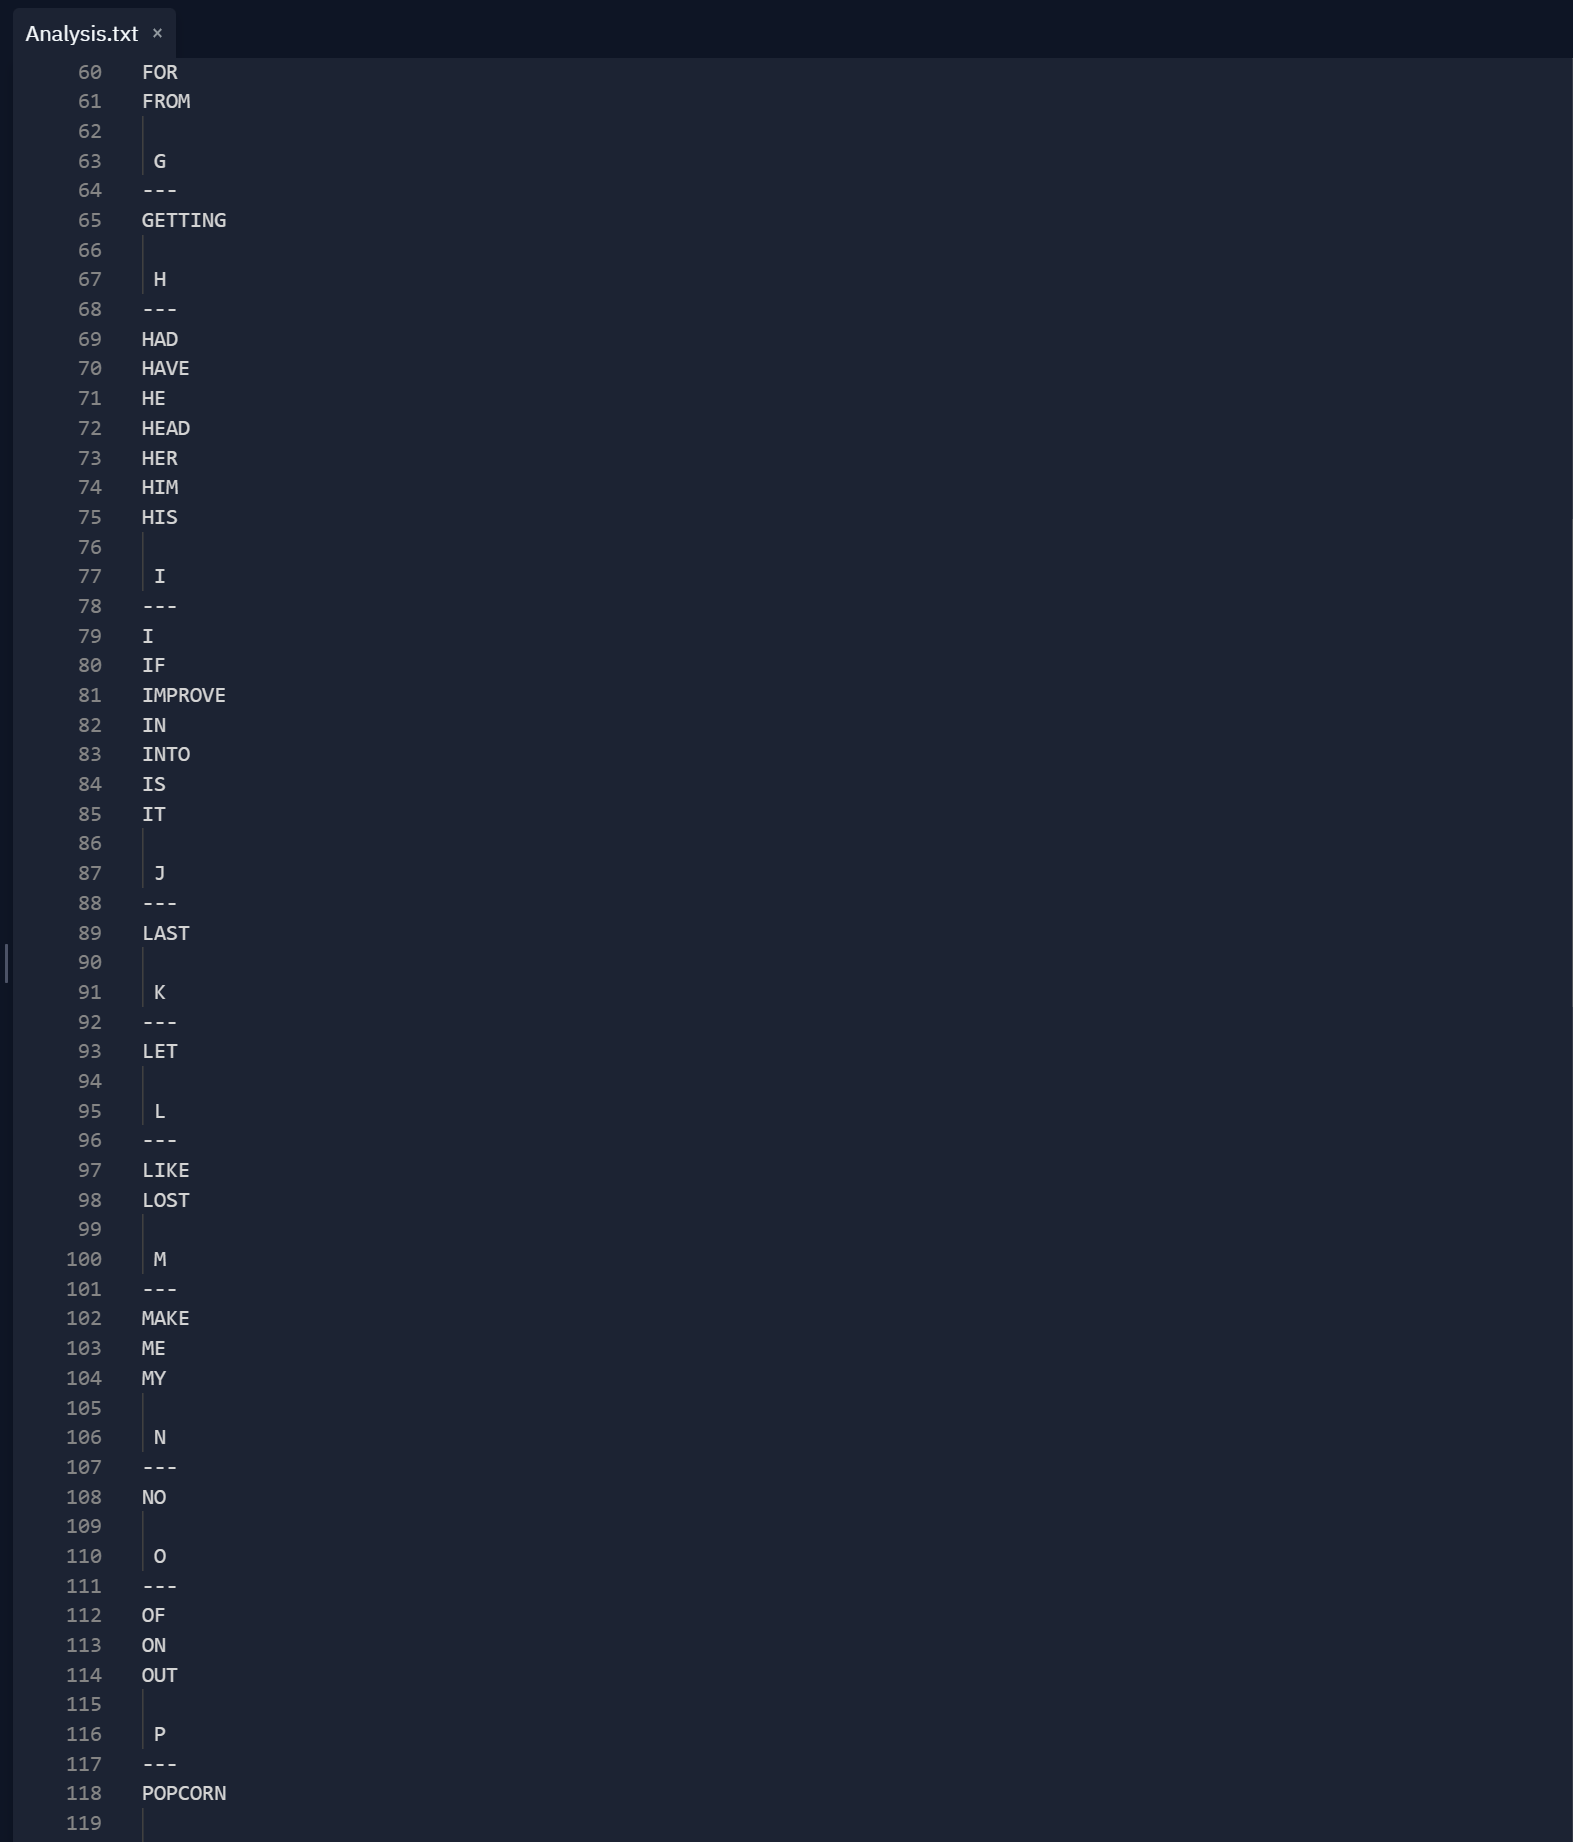 Analysis.txt ×
60 FOR
61 FROM
62
63 G
64 ---
65 GETTING
66
67 H
68 ---
69 HAD
70 HAVE
71 HE
72 HEAD
73 HER
74 HIM
75 HIS
76
77 I
78 ---
79 I
80 IF
81 IMPROVE
82 IN
83 INTO
84 IS
85 IT
86
87 J
88 ---
89 LAST
90
91 K
92 ---
93 LET
94
95 L
96 ---
97 LIKE
98 LOST
99
100 M
101 ---
102 MAKE
103 ME
104 MY
105
106 N
107 ---
108 NO
109
110 O
111 ---
112 OF
113 ON
114 OUT
115
116 P
117 ---
118 POPCORN
119